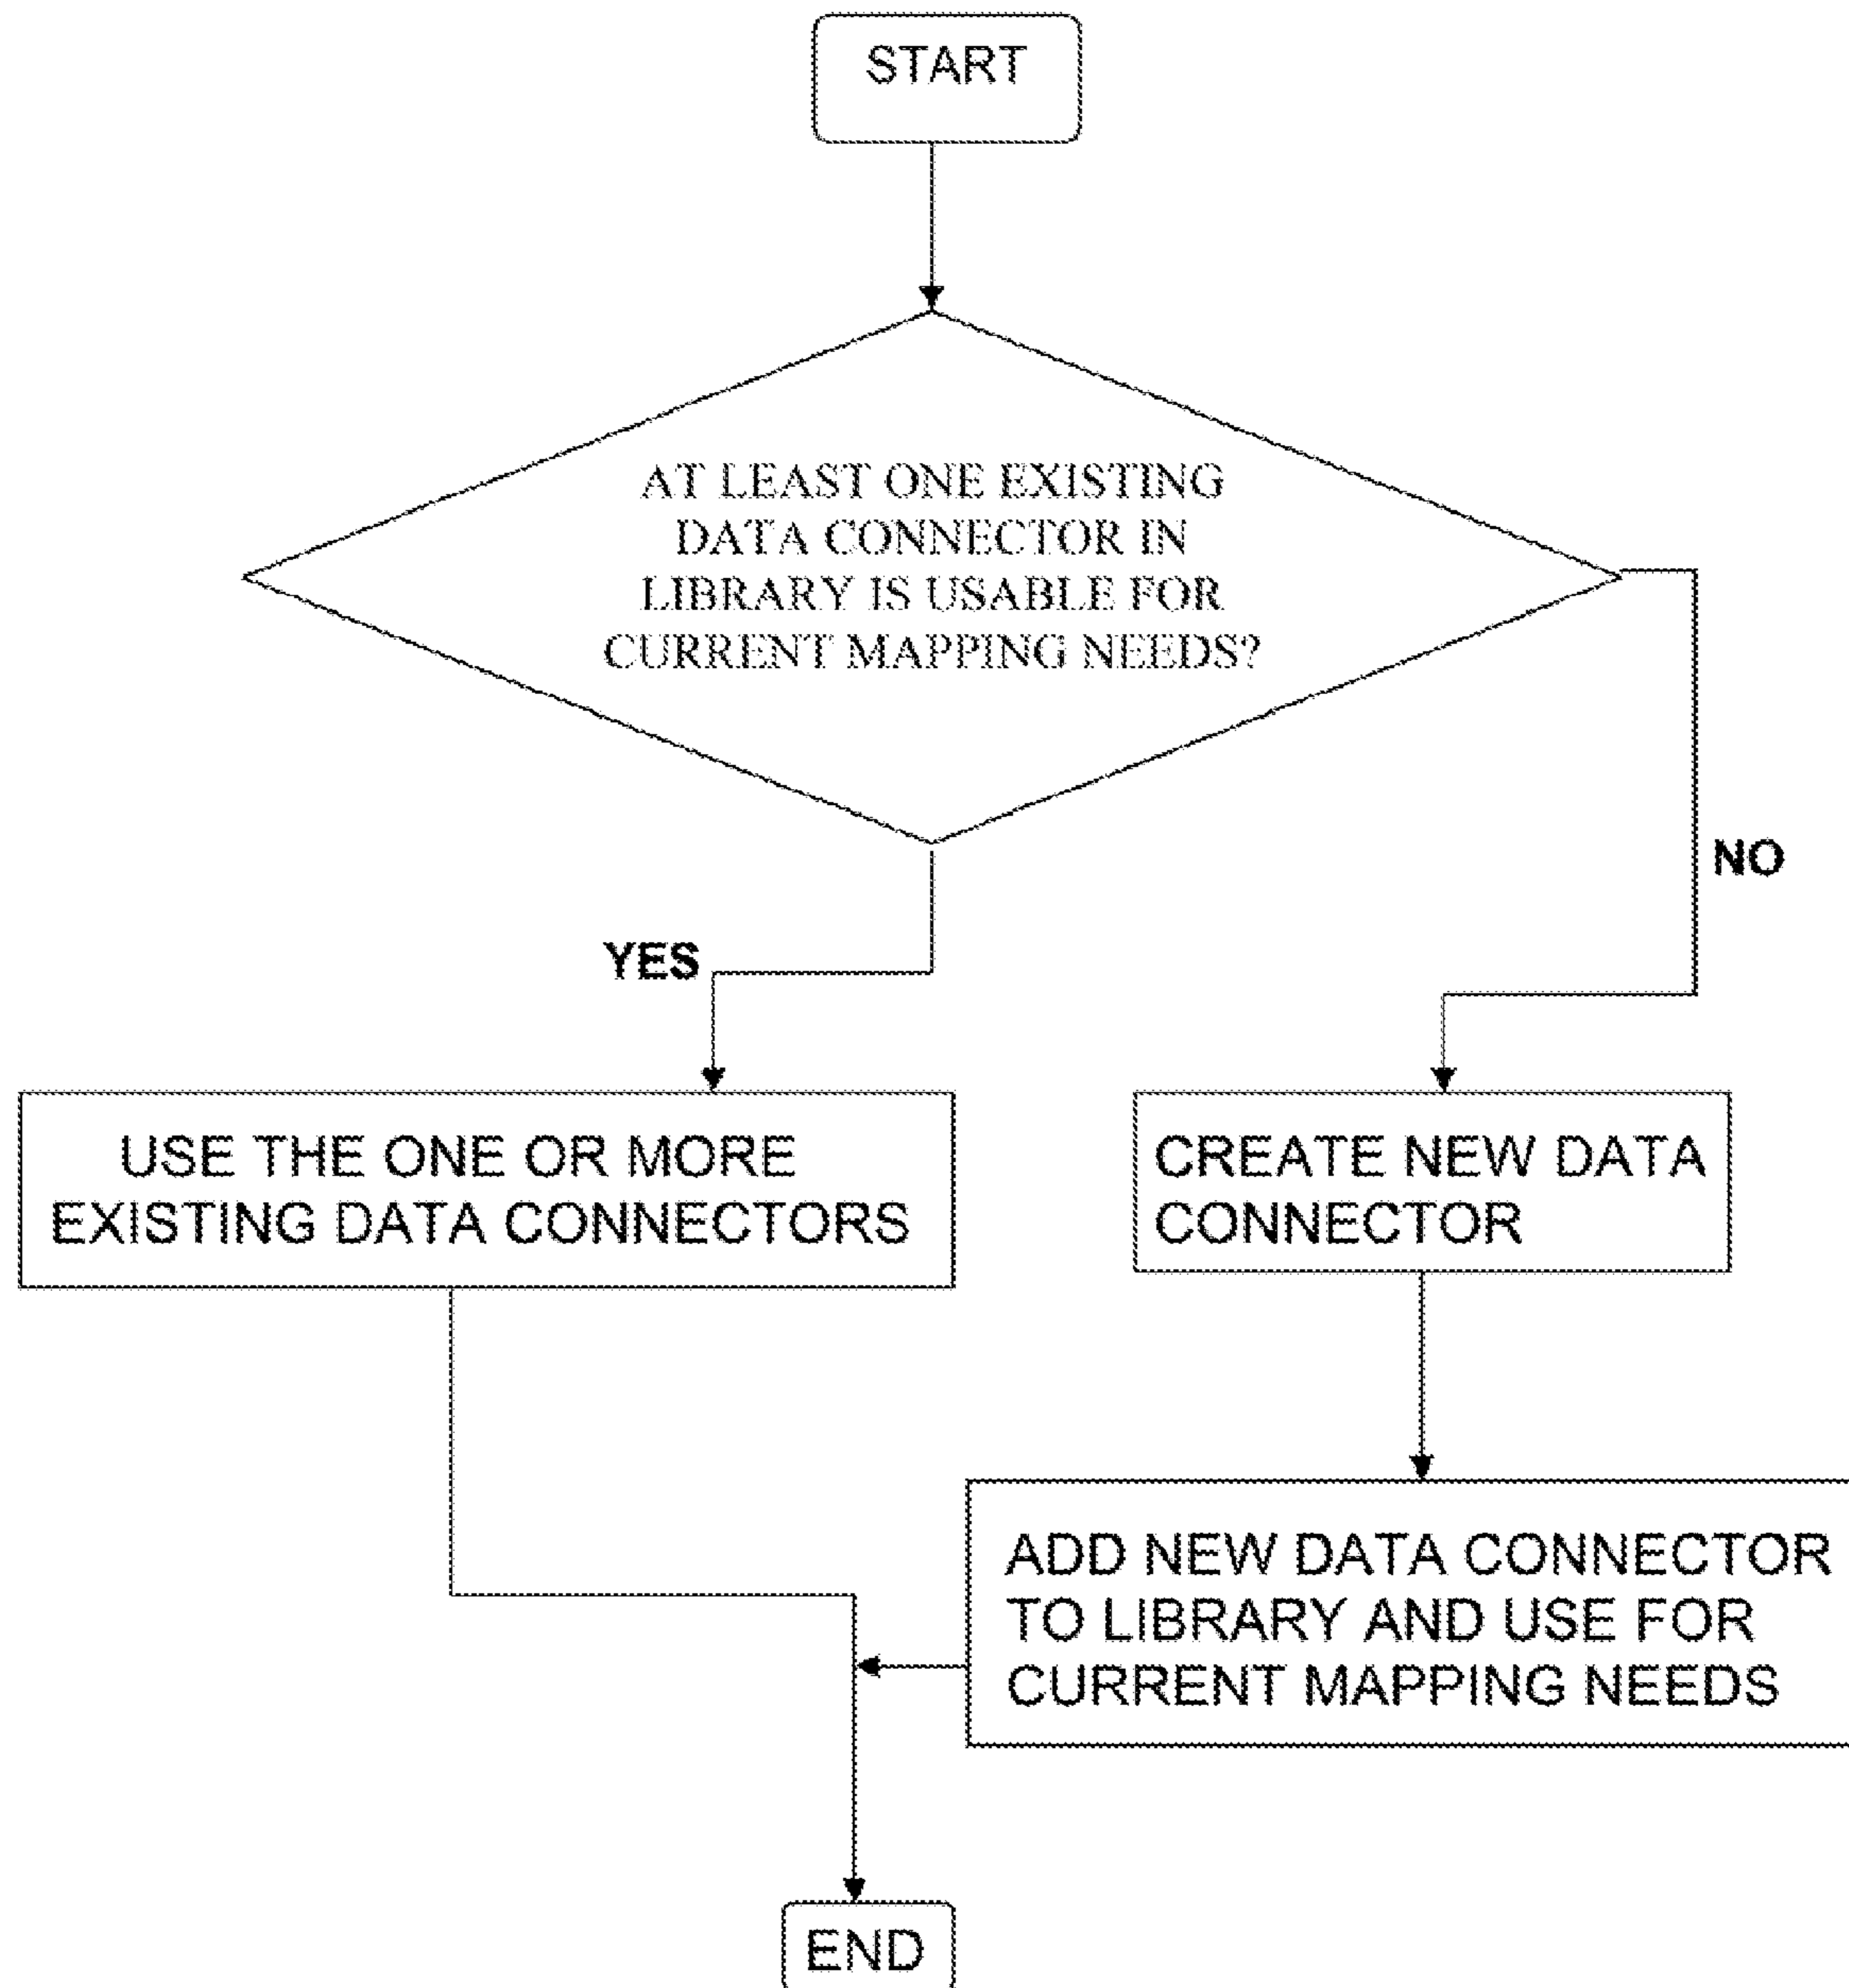 START
AT LEAST ONE EXISTING
DATA CONNECTOR IN
LIBRARY IS USABLE FOR
CURRENT MAPPING NEEDS?
NO
YES
USE THE ONE OR MORE
EXISTING DATA CONNECTORS
CREATE NEW DATA
CONNECTOR
ADD NEW DATA CONNECTOR
TO LIBRARY AND USE FOR
CURRENT MAPPING NEEDS
END